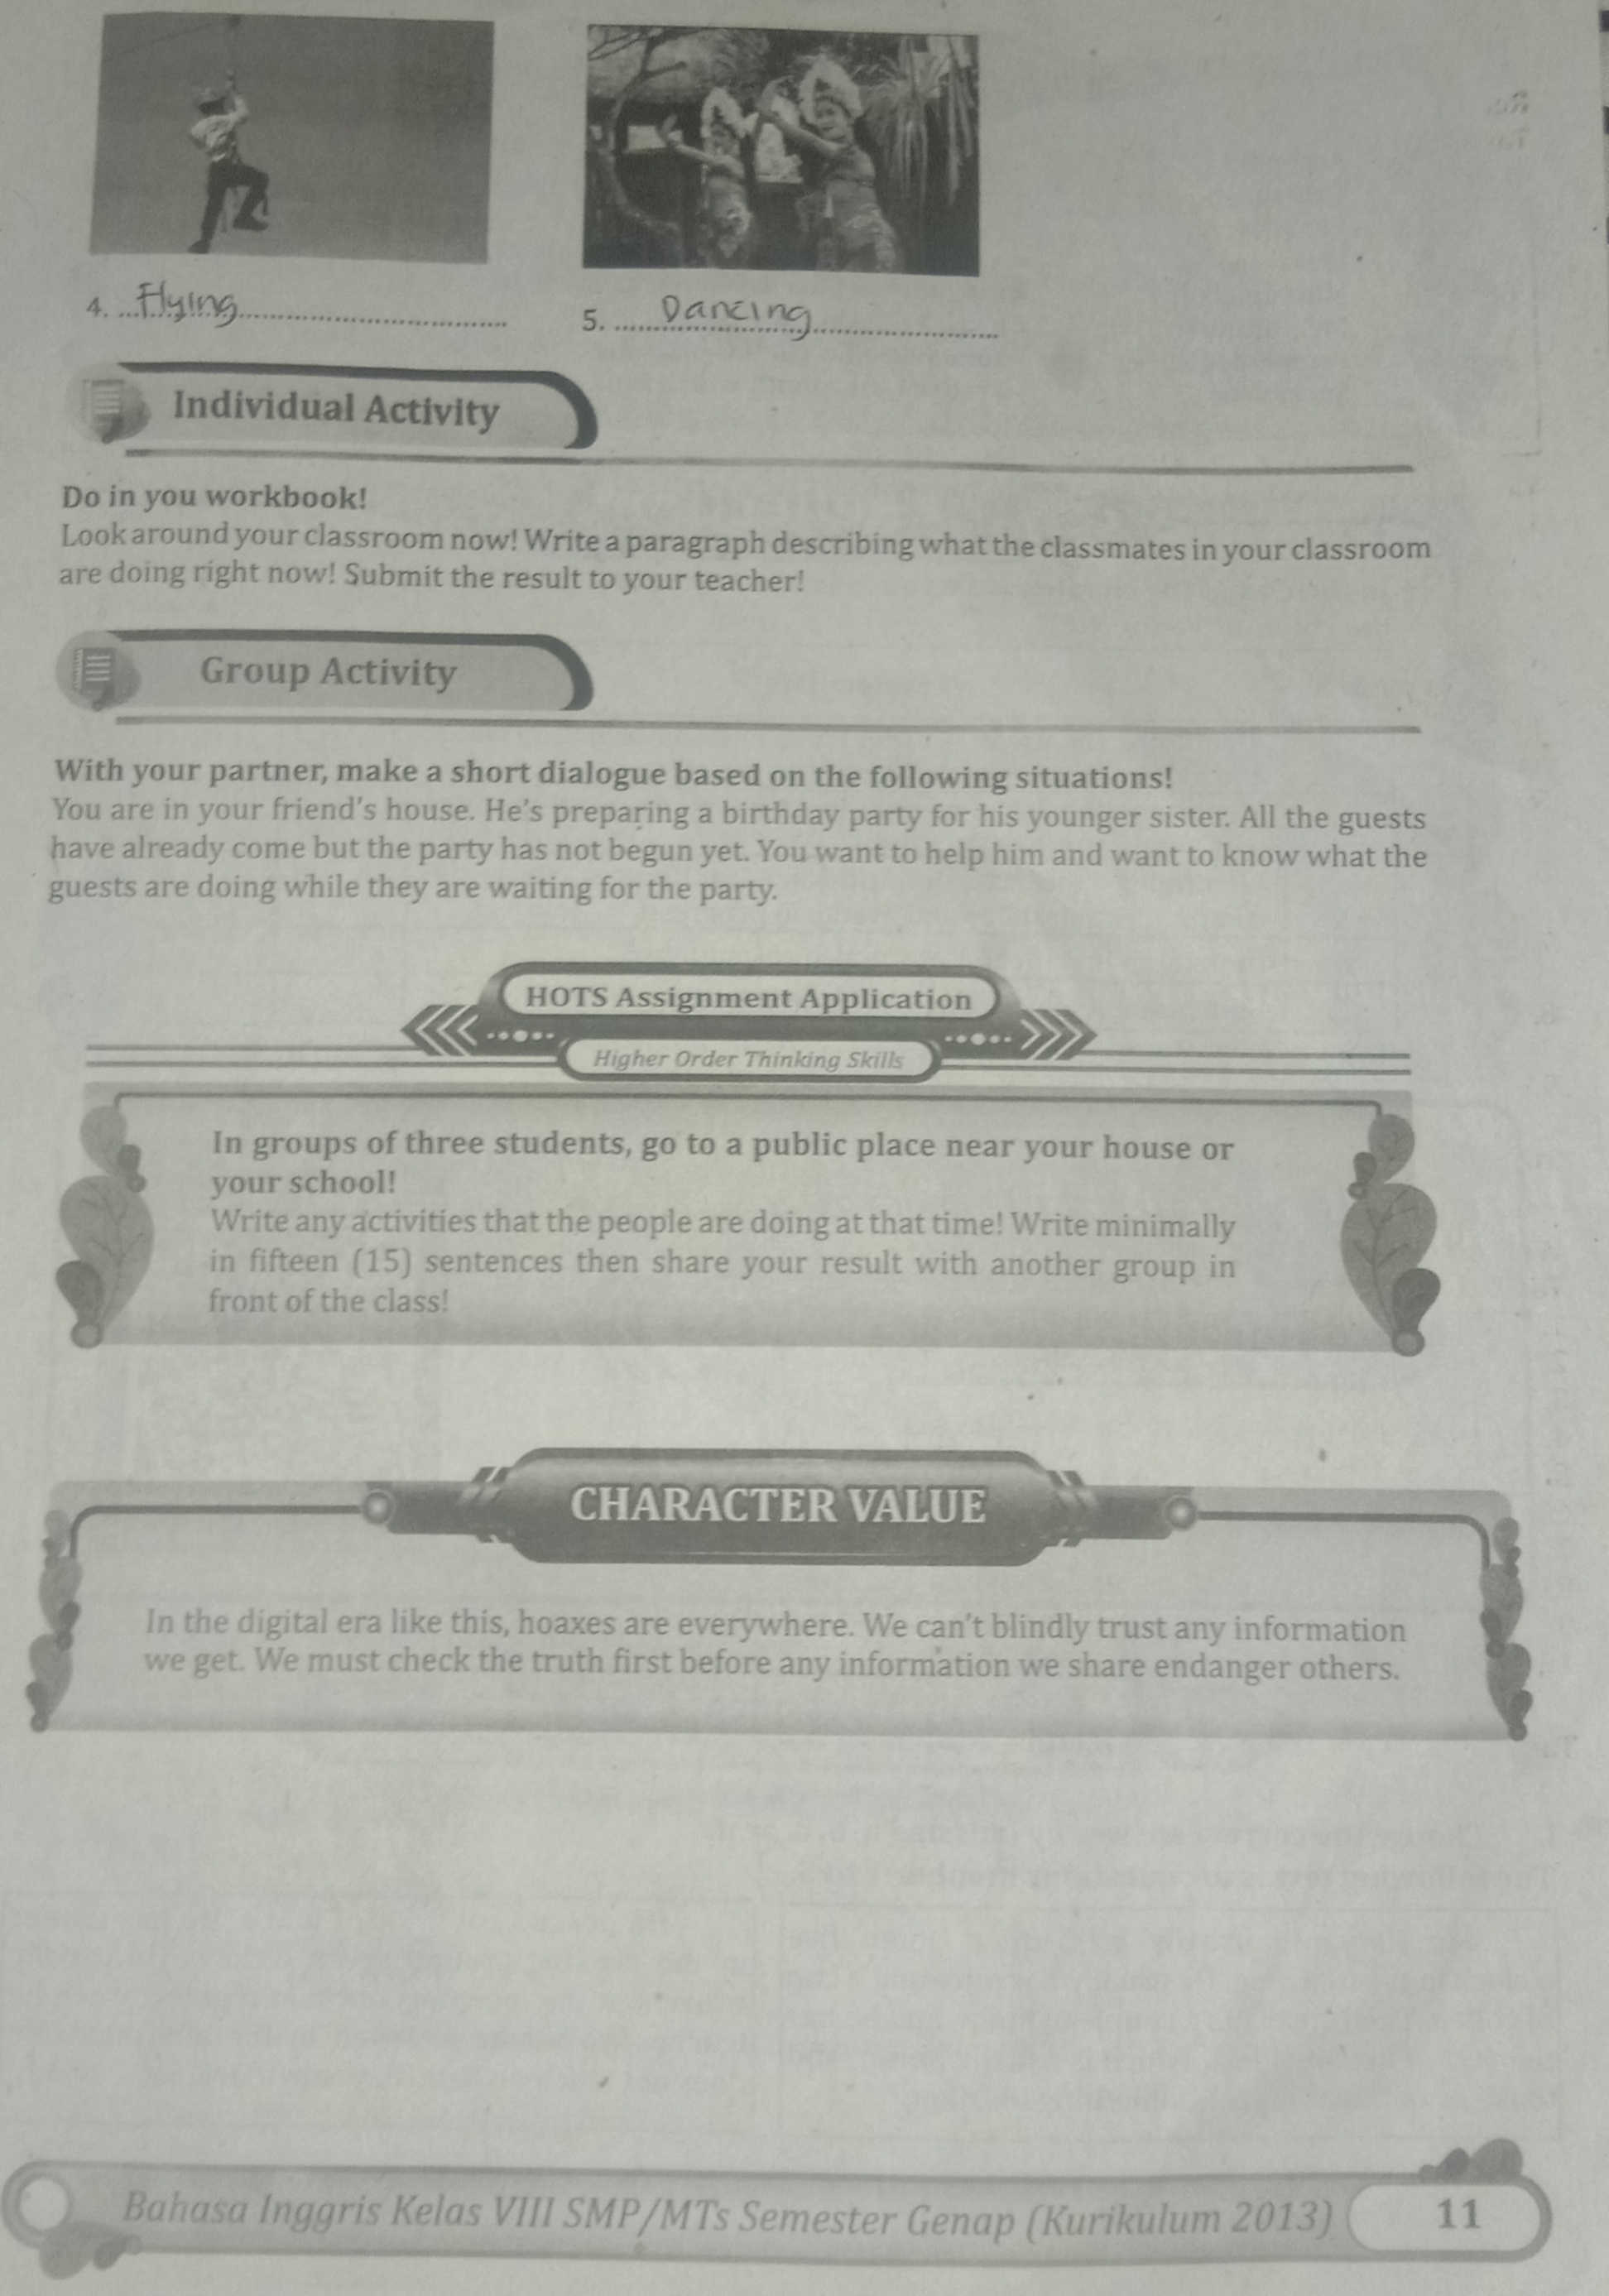 4. Flying
5. Dancing
Individual Activity
Do in you workbook!
Look around your classroom now! Write a paragraph describing what the classmates in your classroom
are doing right now! Submit the result to your teacher!
Group Activity
With your partner, make a short dialogue based on the following situations!
You are in your friend's house. He's preparing a birthday party for his younger sister. All the guests
have already come but the party has not begun yet. You want to help him and want to know what the
guests are doing while they are waiting for the party.
HOTS Assignment Application
Higher Order Thinking Skills
In groups of three students, go to a public place near your house or
your school!
Write any activities that the people are doing at that time! Write minimally
in fifteen (15) sentences then share your result with another group in
front of the class!
CHARACTER VALUE
In the digital era like this, hoaxes are everywhere. We can't blindly trust any information
we get. We must check the truth first before any information we share endanger others.
Bahasa Inggris Kelas VIII SMP/MTs Semester Genap (Kurikulum 2013)
11